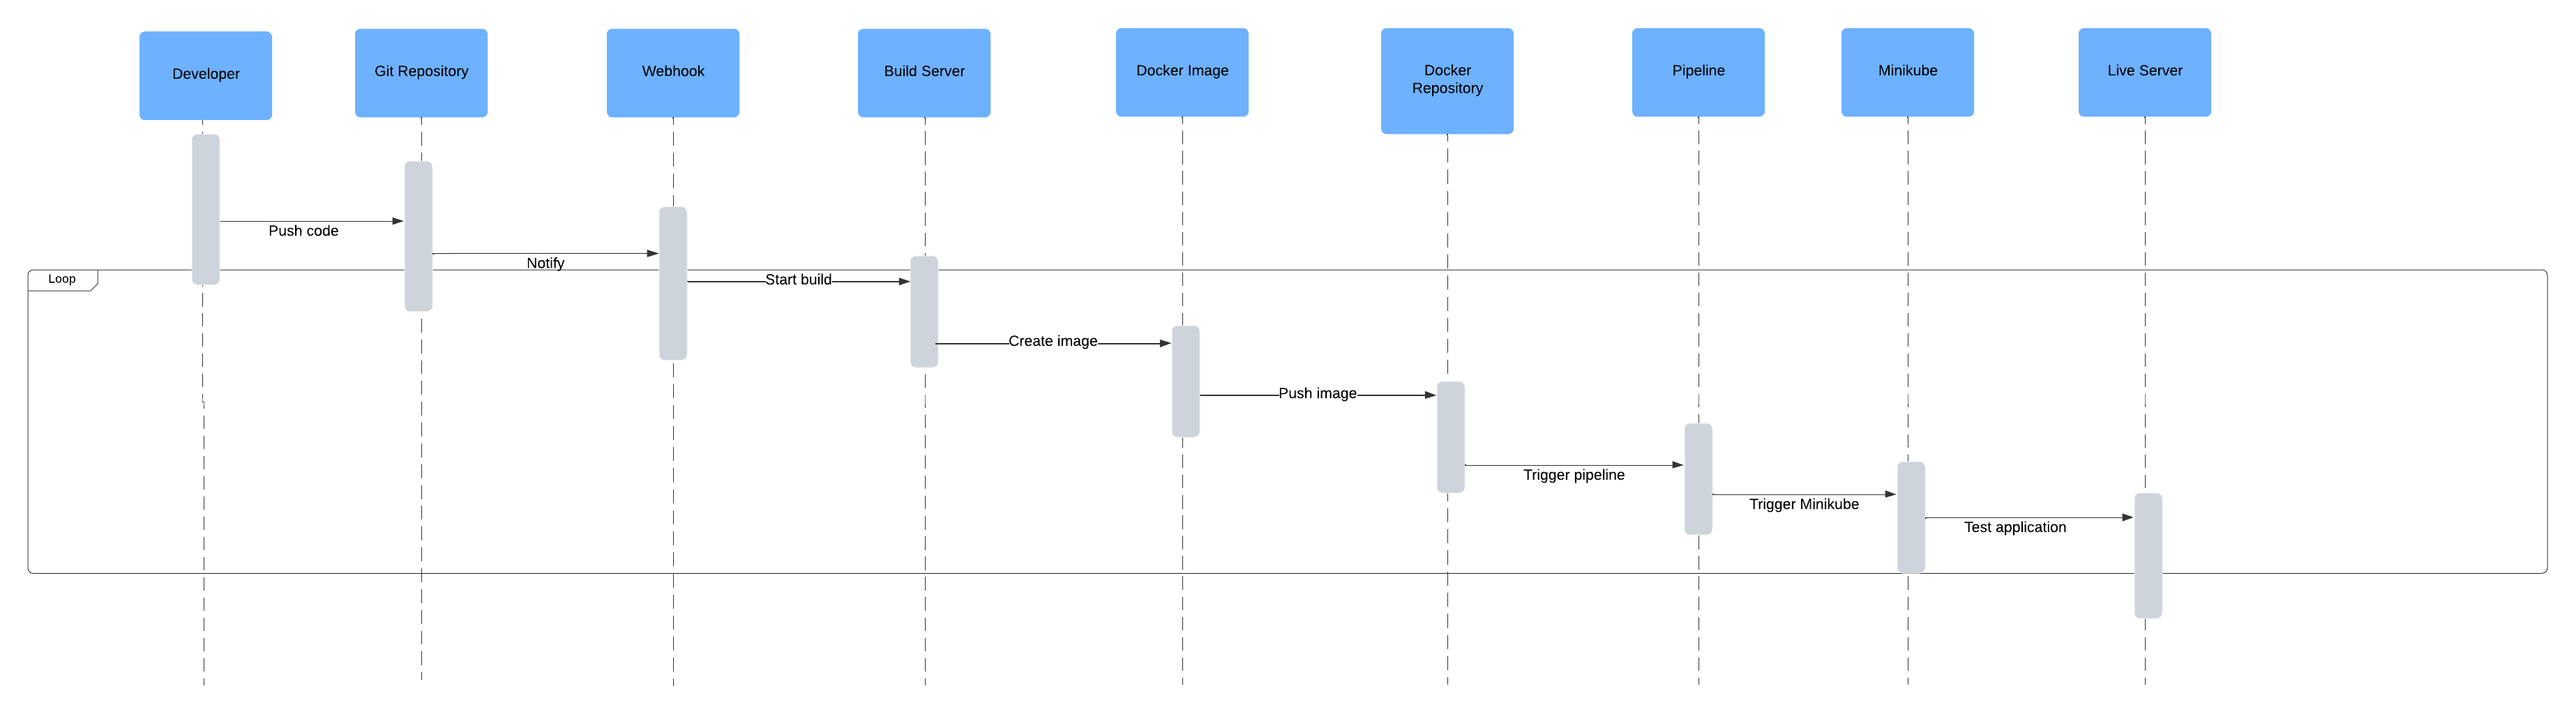 Developer
Git Repository
Webhook
Build Server
Docker Image
Docker
Repository
Pipeline
Minikube
Live Server
Push code
Notify
Loop
Start build
Create image
Push image
Trigger pipeline
Trigger Minikube
Test application